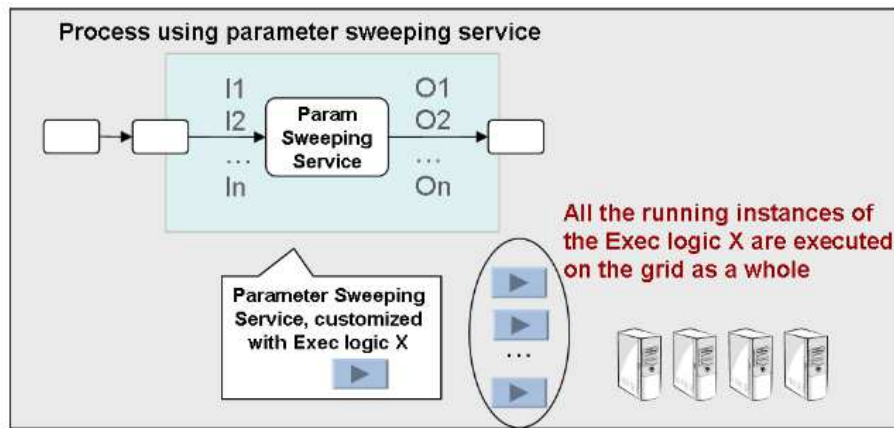 Process using parameter sweeping service
I1
I2
...
In
Param
Sweeping
Service
O1
O2
...
On
All the running instances of
the Exec logic X are executed
on the grid as a whole
Parameter Sweeping
Service, customized
with Exec logic X
...